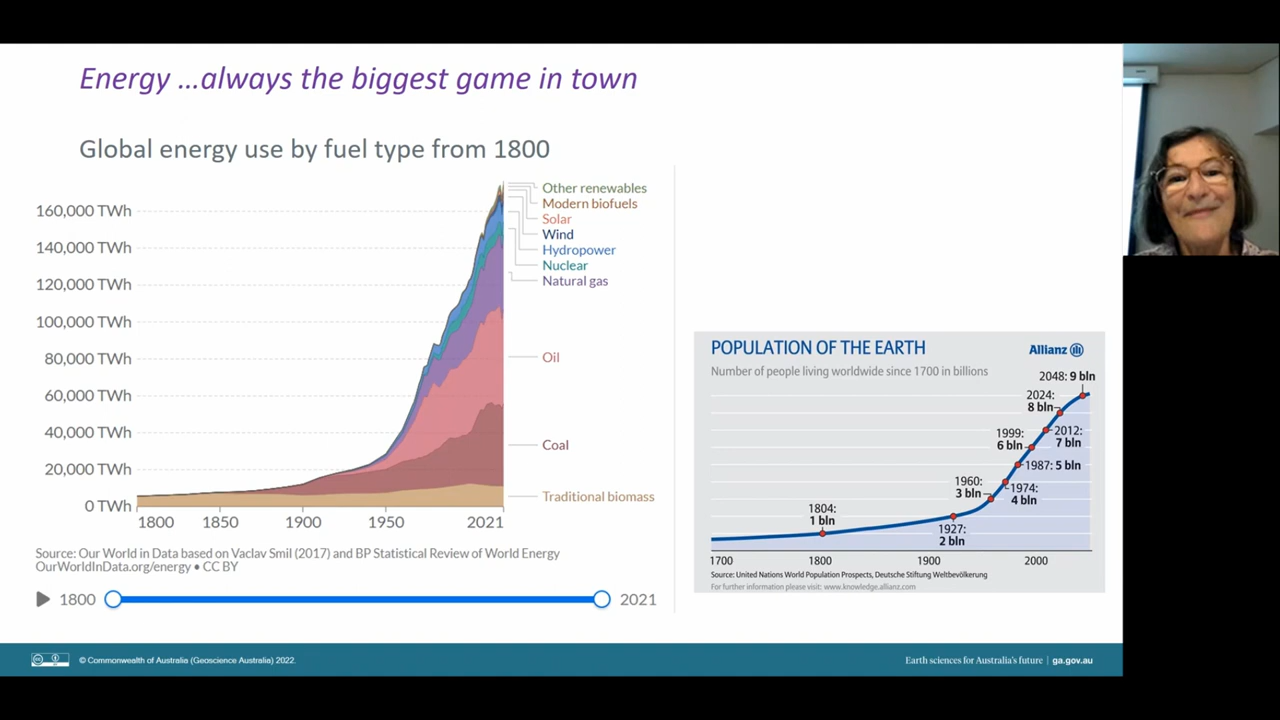 Energy ...always the biggest game in town
Global energy use by fuel type from 1800
160,000 TWh
140,000 TWh
120,000 TWh
100,000 TWh
80,000 TWh
60,000 TWh
40,000 TWh
20,000 TWh
0 TWh
1800
1850
1900
1950
2021
Other renewables
Modern biofuels
Solar
Wind
Hydropower
Nuclear
Natural gas
Oil
Coal
Traditional biomass
Source: Our World in Data based on Vaclav Smil (2017) and BP Statistical Review of World Energy
OurWorldInData.org/energy • CC BY
1800
2021
POPULATION OF THE EARTH
Allianz
Number of people living worldwide since 1700 in billions
2048: 9 bln
2024:
8 bln
2012:
7 bln
1999:
6 bln
1987: 5 bln
1974:
4 bln
1960:
3 bln
1927:
2 bln
1804:
1 bln
1700
1800
1900
2000
Source: United Nations World Population Prospects, Deutsche Stiftung Weltbevölkerung
For further information please visit: www.knowledge.allianz.com
© Commonwealth of Australia (Geoscience Australia) 2022.
Earth sciences for Australia's future | ga.gov.au